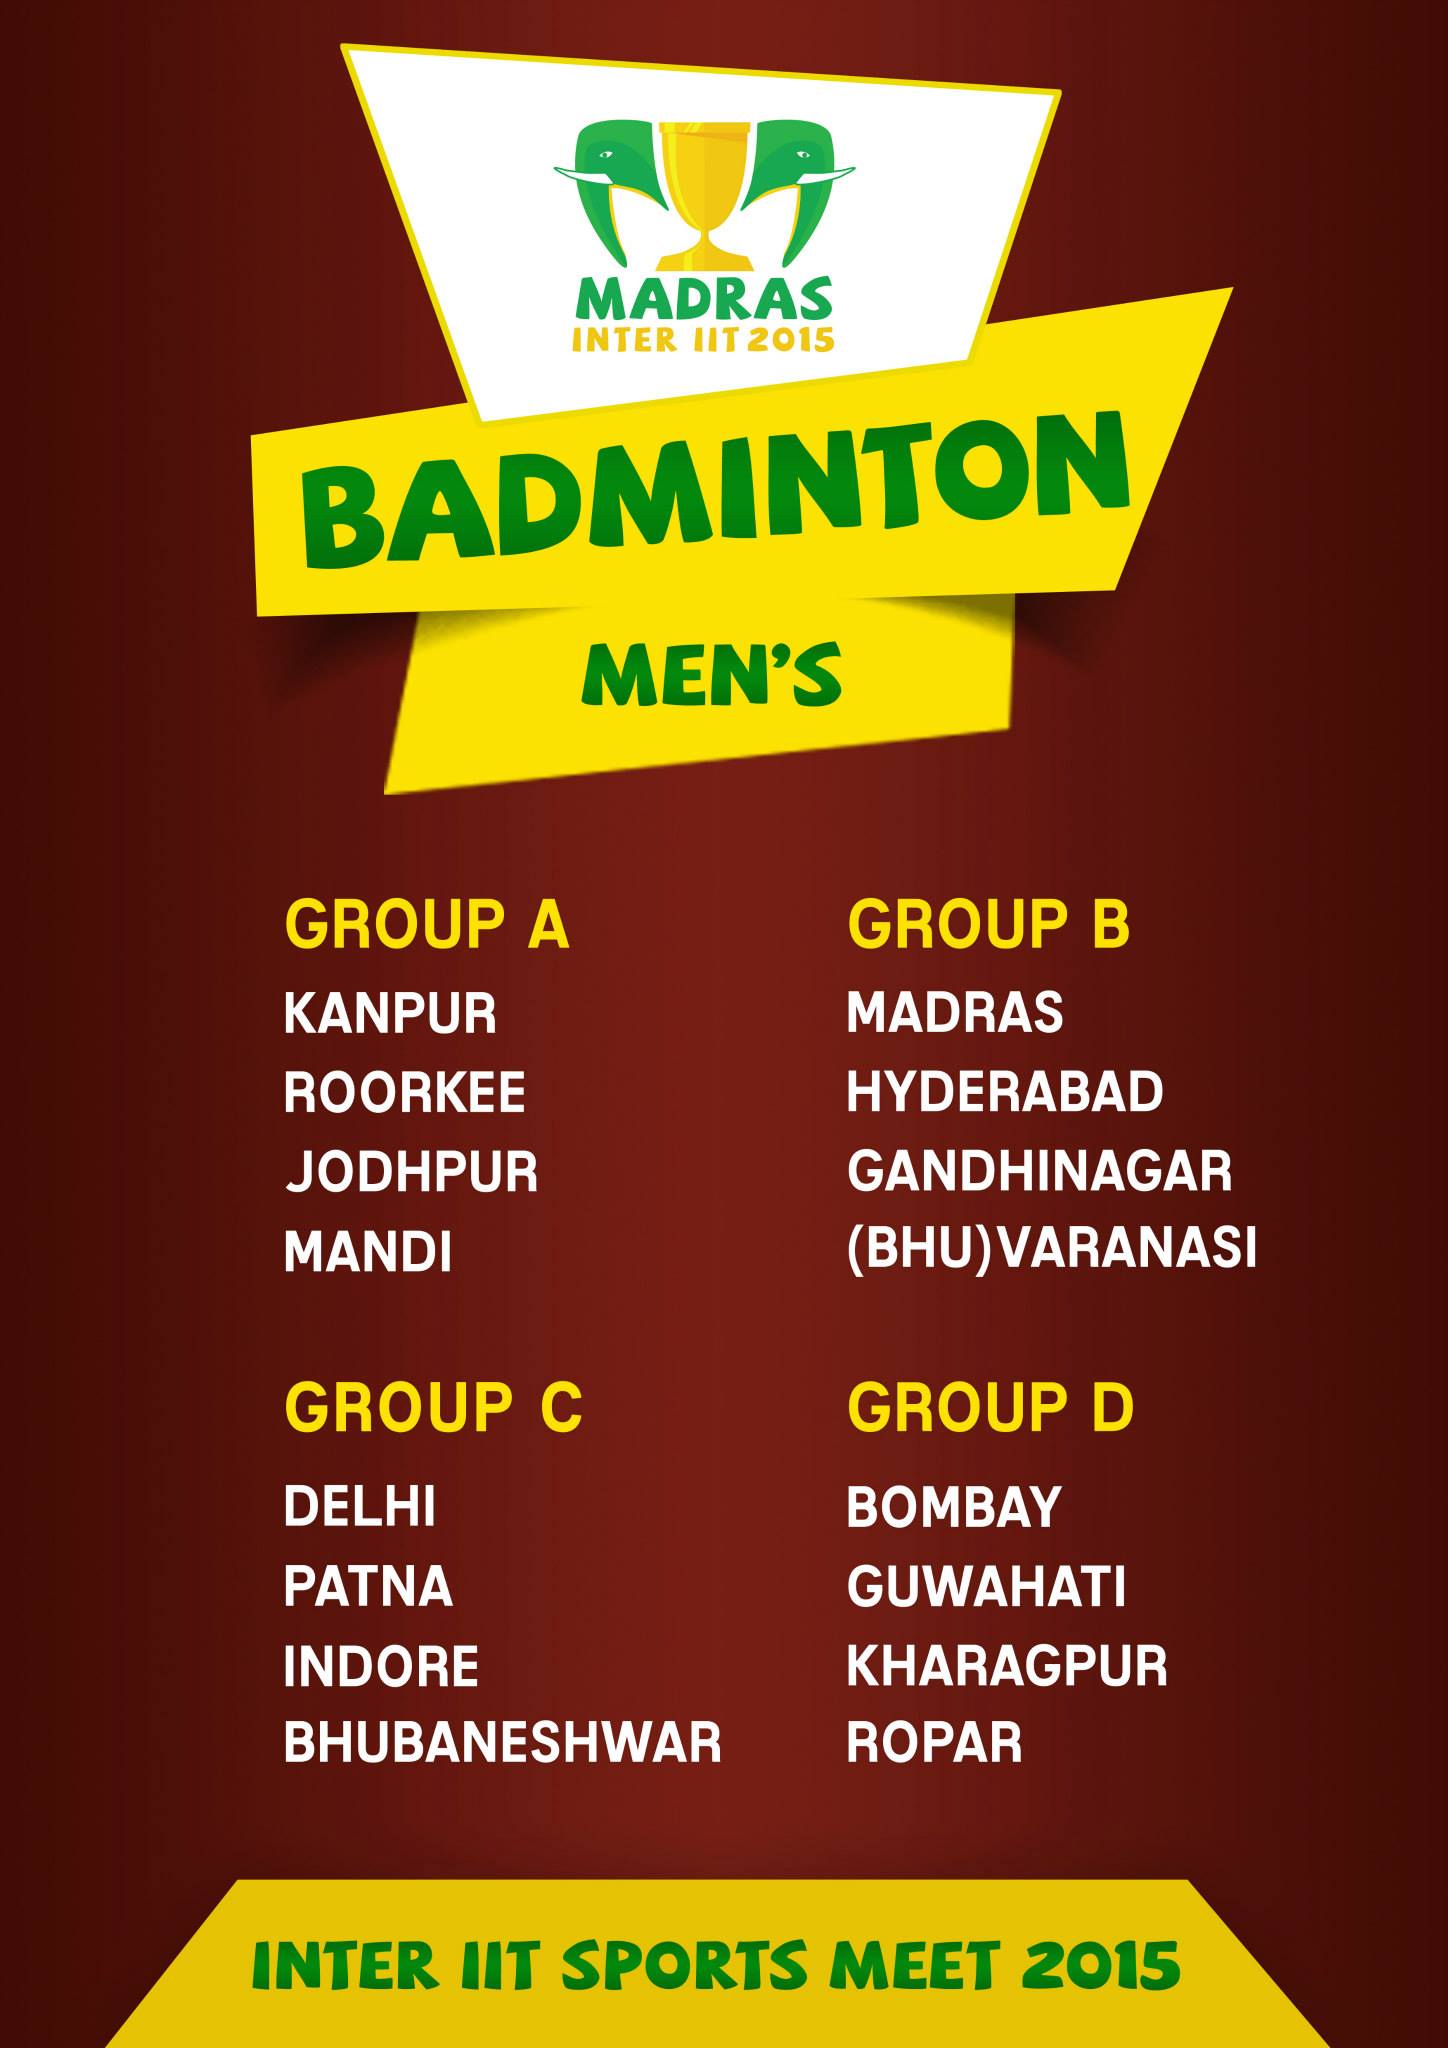 MADRAS
INTER IIT 2015
BADMINTON
MEN'S
GROUP A
KANPUR
ROORKEE
JODHPUR
MANDI
GROUP B
MADRAS
HYDERABAD
GANDHINAGAR
(BHU)VARANASI
GROUP C
DELHI
PATNA
INDORE
BHUBANESHWAR
GROUP D
BOMBAY
GUWAHATI
KHARAGPUR
ROPAR
INTER IIT SPORTS MEET 2015